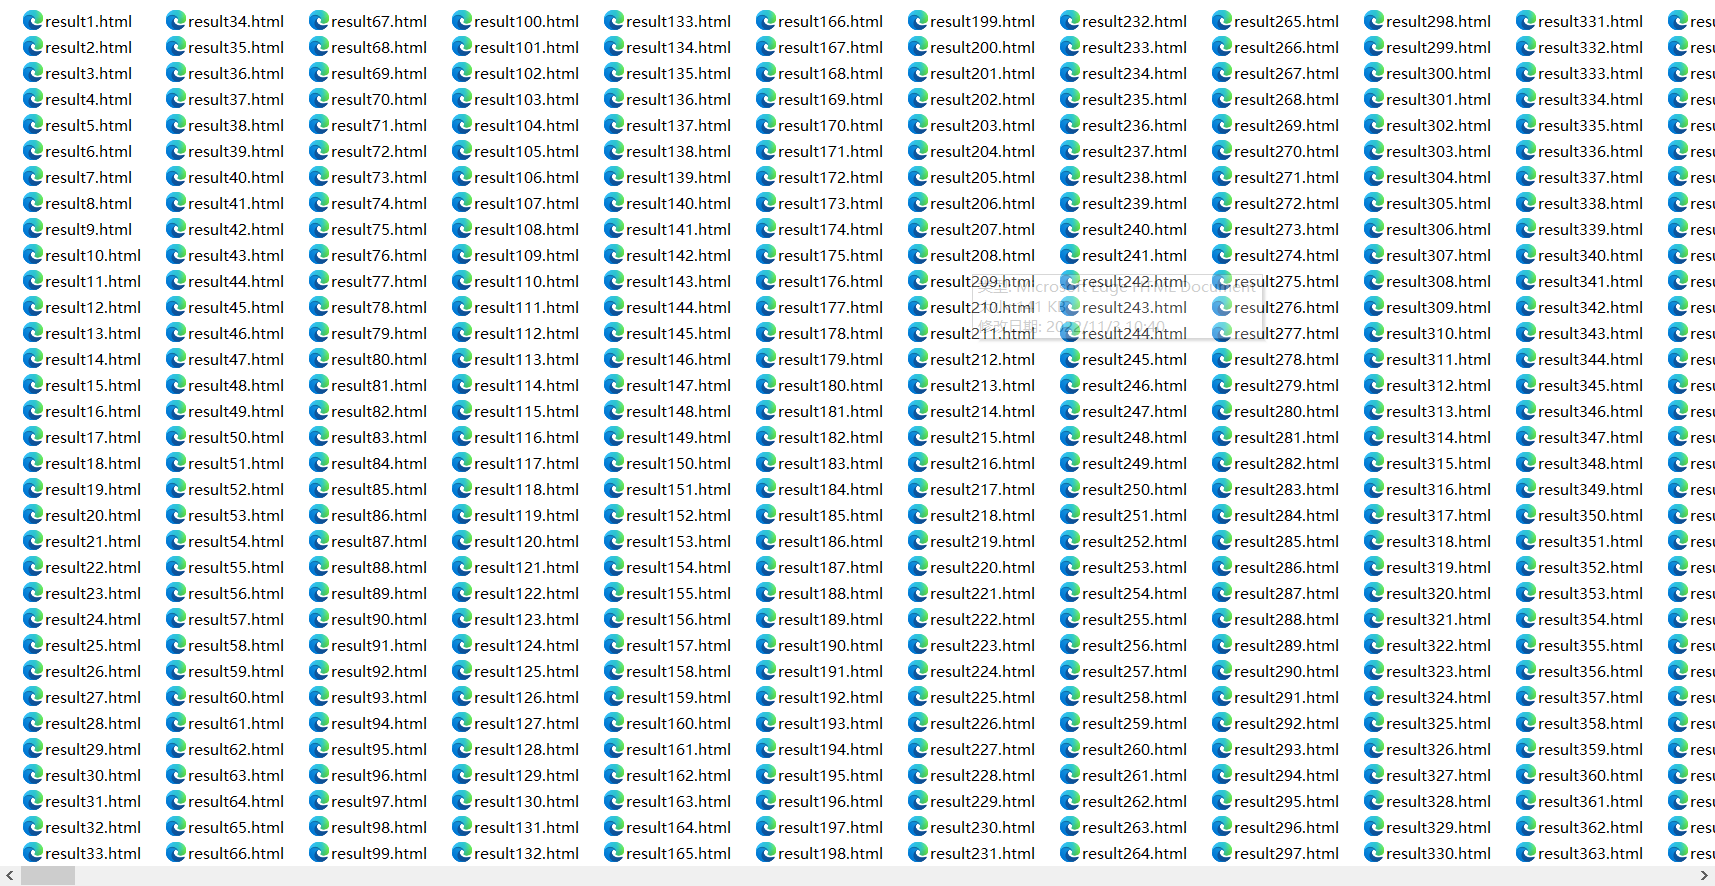 result1.html result34.html result67.html result100.html result133.html result166.html result199.html result232.html result265.html result298.html result331.html resu
result2.html result35.html result68.html result101.html result134.html result167.html result200.html result233.html result266.html result299.html result332.html resu
result3.html result36.html result69.html result102.html result135.html result168.html result201.html result234.html result267.html result300.html result333.html resu
result4.html result37.html result70.html result103.html result136.html result169.html result202.html result235.html result268.html result301.html result334.html resu
result5.html result38.html result71.html result104.html result137.html result170.html result203.html result236.html result269.html result302.html result335.html resu
result6.html result39.html result72.html result105.html result138.html result171.html result204.html result237.html result270.html result303.html result336.html resu
result7.html result40.html result73.html result106.html result139.html result172.html result205.html result238.html result271.html result304.html result337.html resu
result8.html result41.html result74.html result107.html result140.html result173.html result206.html result239.html result272.html result305.html result338.html resu
result9.html result42.html result75.html result108.html result141.html result174.html result207.html result240.html result273.html result306.html result339.html resu
result10.html result43.html result76.html result109.html result142.html result175.html result208.html result241.html result274.html result307.html result340.html resu
result11.html result44.html result77.html result110.html result143.html result176.html result209.html result242.html result275.html result308.html result341.html resu
类型: Microsoft Edge HTML Document
result12.html result45.html result78.html result111.html result144.html result177.html result210.html result243.html result276.html result309.html result342.html resu
KB
result13.html result46.html result79.html result112.html result145.html result178.html result211.html result244.html result277.html result310.html result343.html resu
修改日期:
result14.html result47.html result80.html result113.html result146.html result179.html result212.html result245.html result278.html result311.html result344.html resu
result15.html result48.html result81.html result114.html result147.html result180.html result213.html result246.html result279.html result312.html result345.html resu
result16.html result49.html result82.html result115.html result148.html result181.html result214.html result247.html result280.html result313.html result346.html resu
result17.html result50.html result83.html result116.html result149.html result182.html result215.html result248.html result281.html result314.html result347.html resu
result18.html result51.html result84.html result117.html result150.html result183.html result216.html result249.html result282.html result315.html result348.html resu
result19.html result52.html result85.html result118.html result151.html result184.html result217.html result250.html result283.html result316.html result349.html resu
result20.html result53.html result86.html result119.html result152.html result185.html result218.html result251.html result284.html result317.html result350.html resu
result21.html result54.html result87.html result120.html result153.html result186.html result219.html result252.html result285.html result318.html result351.html resu
result22.html result55.html result88.html result121.html result154.html result187.html result220.html result253.html result286.html result319.html result352.html resu
result23.html result56.html result89.html result122.html result155.html result188.html result221.html result254.html result287.html result320.html result353.html resu
result24.html result57.html result90.html result123.html result156.html result189.html result222.html result255.html result288.html result321.html result354.html resu
result25.html result58.html result91.html result124.html result157.html result190.html result223.html result256.html result289.html result322.html result355.html resu
result26.html result59.html result92.html result125.html result158.html result191.html result224.html result257.html result290.html result323.html result356.html resu
result27.html result60.html result93.html result126.html result159.html result192.html result225.html result258.html result291.html result324.html result357.html resu
result28.html result61.html result94.html result127.html result160.html result193.html result226.html result259.html result292.html result325.html result358.html resu
result29.html result62.html result95.html result128.html result161.html result194.html result227.html result260.html result293.html result326.html result359.html resu
result30.html result63.html result96.html result129.html result162.html result195.html result228.html result261.html result294.html result327.html result360.html resu
result31.html result64.html result97.html result130.html result163.html result196.html result229.html result262.html result295.html result328.html result361.html resu
result32.html result65.html result98.html result131.html result164.html result197.html result230.html result263.html result296.html result329.html result362.html resu
result33.html result66.html result99.html result132.html result165.html result198.html result231.html result264.html result297.html result330.html result363.html resu